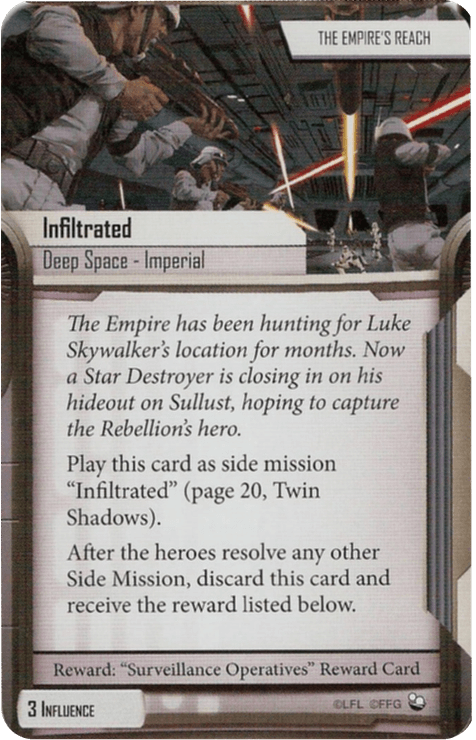 THE EMPIRE'S REACH
Infiltrated
Deep Space - Imperial
The Empire has been hunting for Luke
Skywalker's location for months. Now
a Star Destroyer is closing in on his
hideout on Sullust, hoping to capture
the Rebellion's hero.
Play this card as side mission
“Infiltrated” (page 20, Twin
Shadows).
After the heroes resolve any other
Side Mission, discard this card and
receive the reward listed below.
Reward: “Surveillance Operatives” Reward Card
3 INFLUENCE
©LFL ©FFG